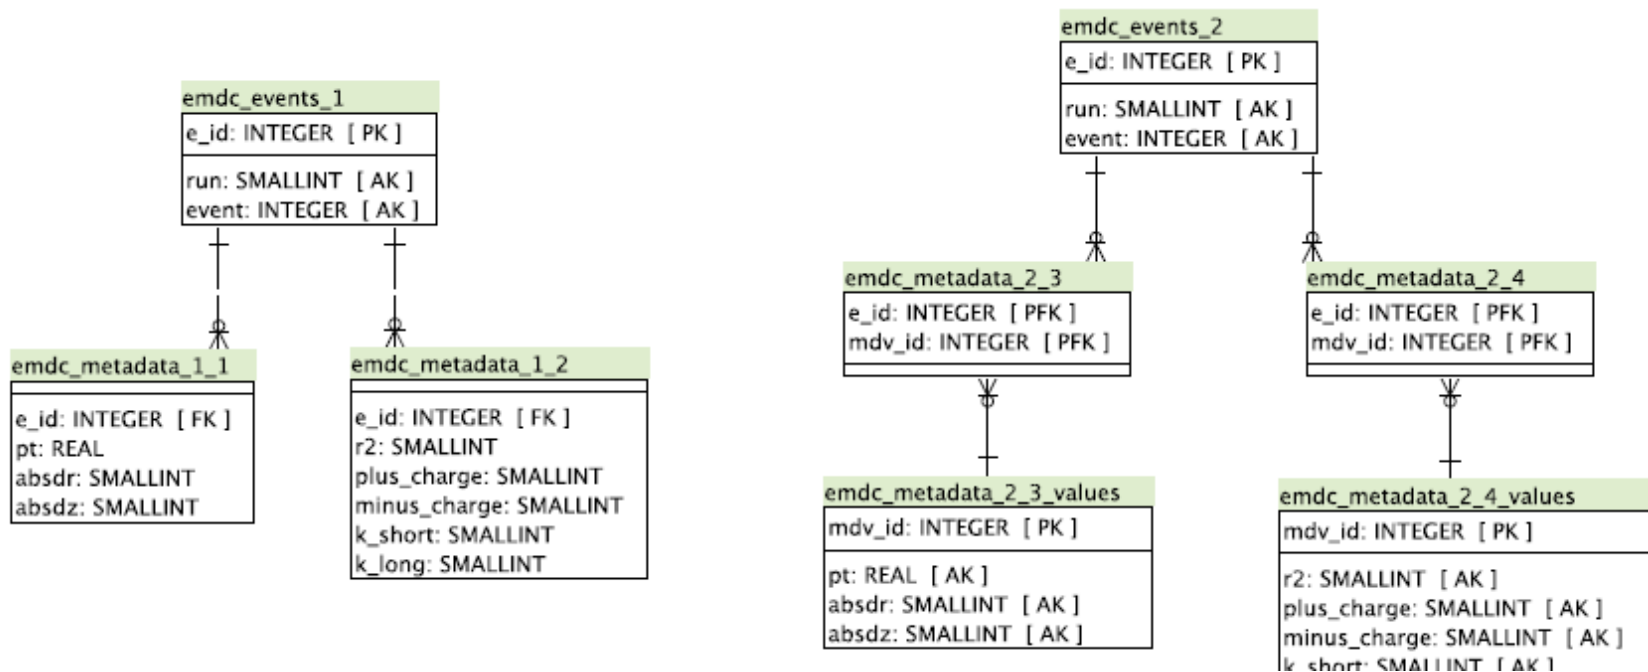 emdc_events_1
e_id: INTEGER [ PK ]
run: SMALLINT [ AK ]
event: INTEGER [ AK ]
emdc_metadata_1_1
e_id: INTEGER [ FK ]
pt: REAL
absdr: SMALLINT
absdz: SMALLINT
emdc_metadata_1_2
e_id: INTEGER [ FK ]
r2: SMALLINT
plus_charge: SMALLINT
minus_charge: SMALLINT
k_short: SMALLINT
k_long: SMALLINT
emdc_events_2
e_id: INTEGER [ PK ]
run: SMALLINT [ AK ]
event: INTEGER [ AK ]
emdc_metadata_2_3
e_id: INTEGER [ PFK ]
mdv_id: INTEGER [ PFK ]
emdc_metadata_2_4
e_id: INTEGER [ PFK ]
mdv_id: INTEGER [ PFK ]
emdc_metadata_2_3_values
mdv_id: INTEGER [ PK ]
pt: REAL [ AK ]
absdr: SMALLINT [ AK ]
absdz: SMALLINT [ AK ]
emdc_metadata_2_4_values
mdv_id: INTEGER [ PK ]
r2: SMALLINT [ AK ]
plus_charge: SMALLINT [ AK ]
minus_charge: SMALLINT [ AK ]
k_short: SMALLINT [ AK ]